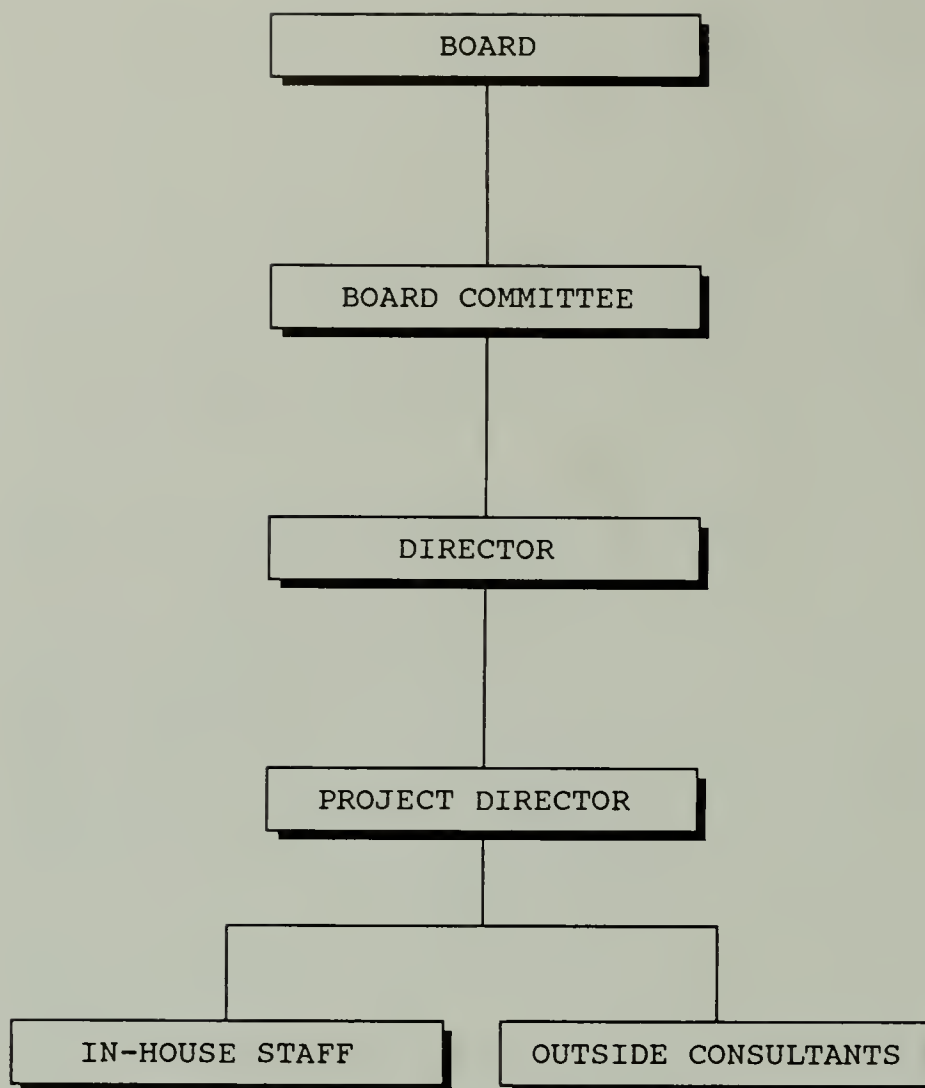 BOARD
BOARD COMMITTEE
DIRECTOR
PROJECT DIRECTOR
IN-HOUSE STAFF
OUTSIDE CONSULTANTS